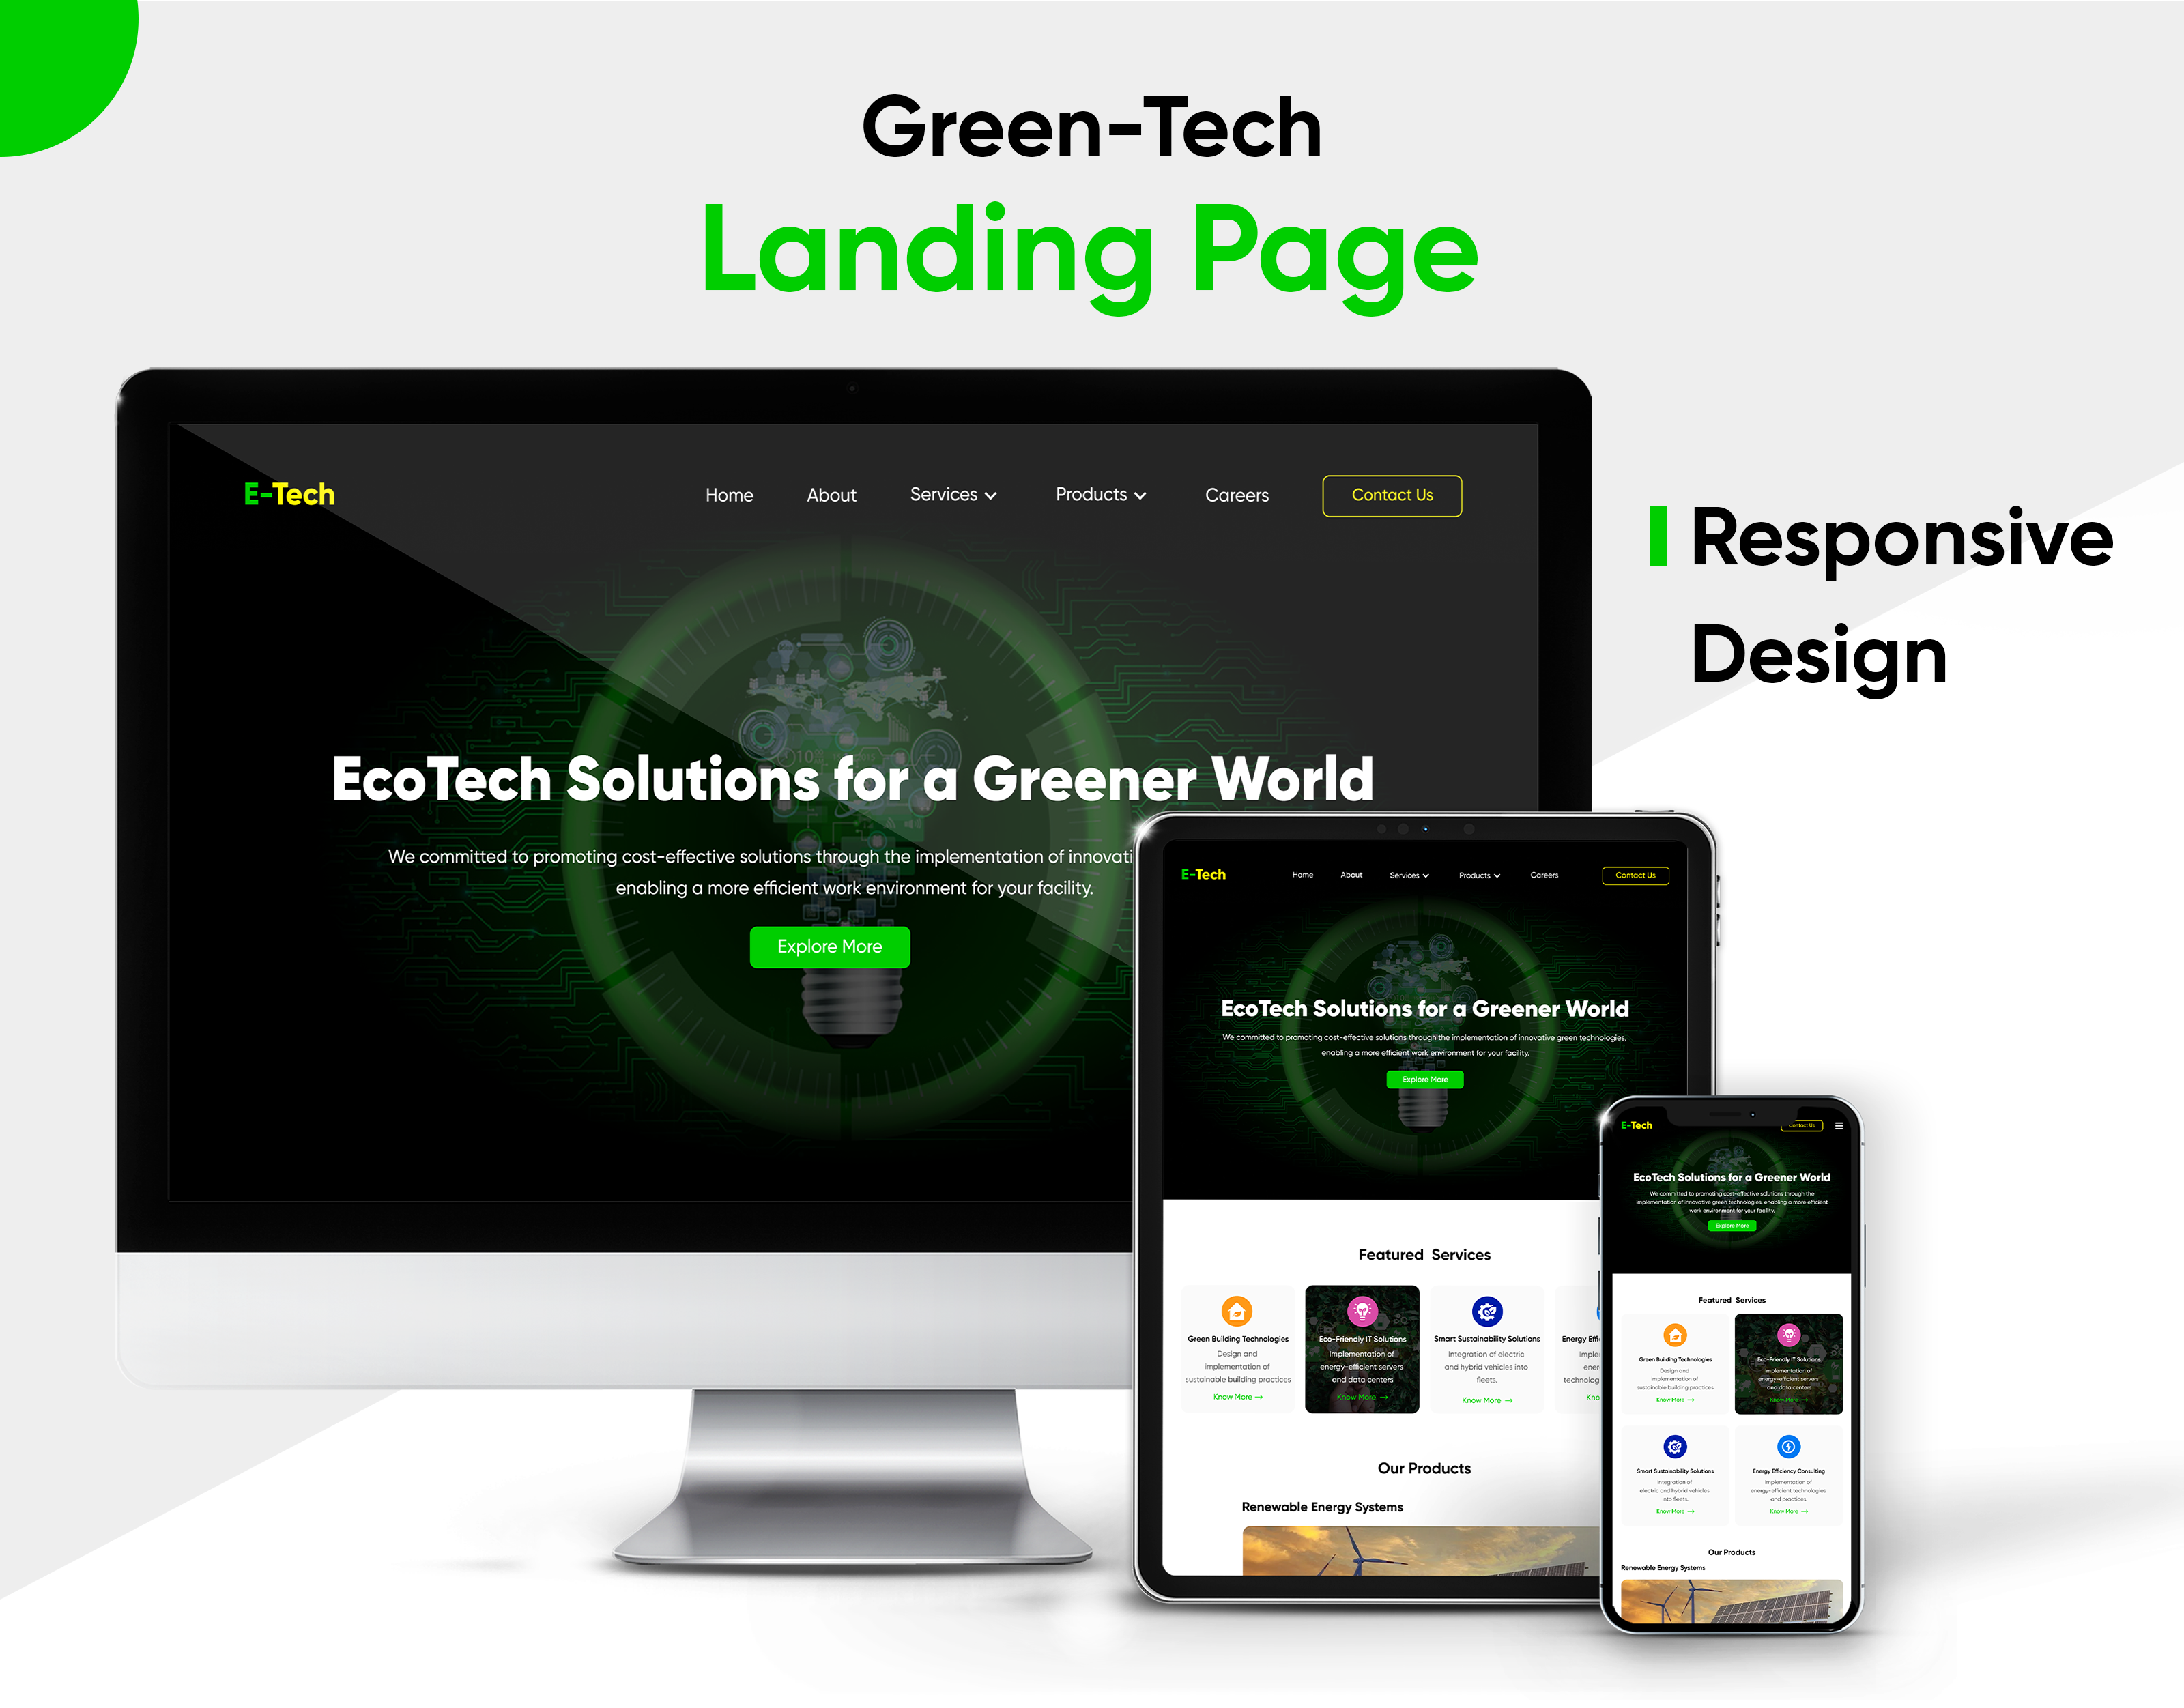 Green-Tech
Landing Page
E-Tech
Home About Services Products Careers Contact Us
EcoTech Solutions for a Greener World
We committed to promoting cost-effective solutions through the implementation of innovati
enabling a more efficient work environment for your facility.
Explore More
Responsive
Design
E-Tech
Home About Services Products Careers Contact Us
EcoTech Solutions for a Greener World
We committed to promoting cost-effective solutions through the implementation of innovative green technologies,
enabling a more efficient work environment for your facility.
Explore More
Featured Services
Green Building Technologies
Design and
implementation of
sustainable building practices
Know More →
Eco-Friendly IT Solutions
Implementation of
energy-efficient servers
and data centers
Know More →
Smart Sustainability Solutions
Integration of electric
and hybrid vehicles into
fleets.
Know More →
Energy Effi
Imple
ener
technolog
Kno
Our Products
Renewable Energy Systems
E-Tech
Contact Us
EcoTech Solutions for a Greener World
We committed to promoting cost-effective solutions through the
implementation of innovative green technologies, enabling a more efficient
work environment for your facility.
Explore More
Featured Services
Green Building Technologies
Design and
implementation of
sustainable building practices
Know More →
Eco-Friendly IT Solutions
Implementation of
energy-efficient servers
and data centers
Know More →
Smart Sustainability Solutions
Integration of
electric and hybrid vehicles
into fleets.
Know More →
Energy Efficiency Consulting
Implementation of
energy-efficient technologies
and practices.
Know More →
Our Products
Renewable Energy Systems